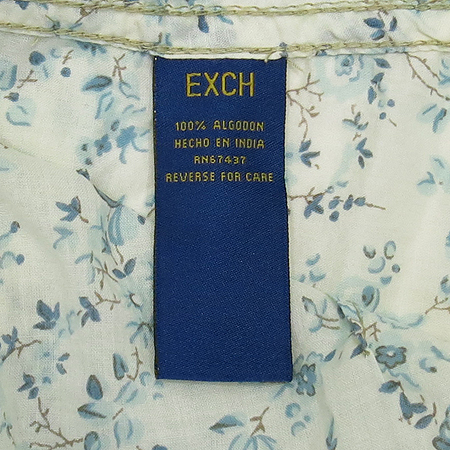 EXCH
100% ALGODON
HECHO EN INDIA
RN67437
REVERSE FOR CARE